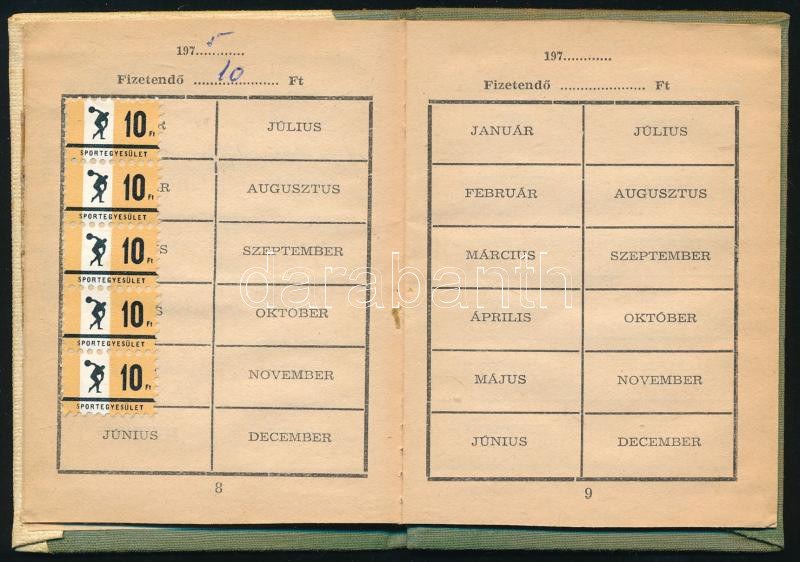 1975............
Fizetendő ....10.... Ft
10 Ft
SPORTEGYESÜLET
JÚLIUS
10 Ft
SPORTEGYESÜLET
AUGUSZTUS
10 Ft
SPORTEGYESÜLET
SZEPTEMBER
10 Ft
SPORTEGYESÜLET
OKTÓBER
10 Ft
SPORTEGYESÜLET
NOVEMBER
JÚNIUS DECEMBER
8
197............
Fizetendő ..................... Ft
JANUÁR JÚLIUS
FEBRUÁR AUGUSZTUS
MÁRCIUS SZEPTEMBER
ÁPRILIS OKTÓBER
MÁJUS NOVEMBER
JÚNIUS DECEMBER
9
darabanth